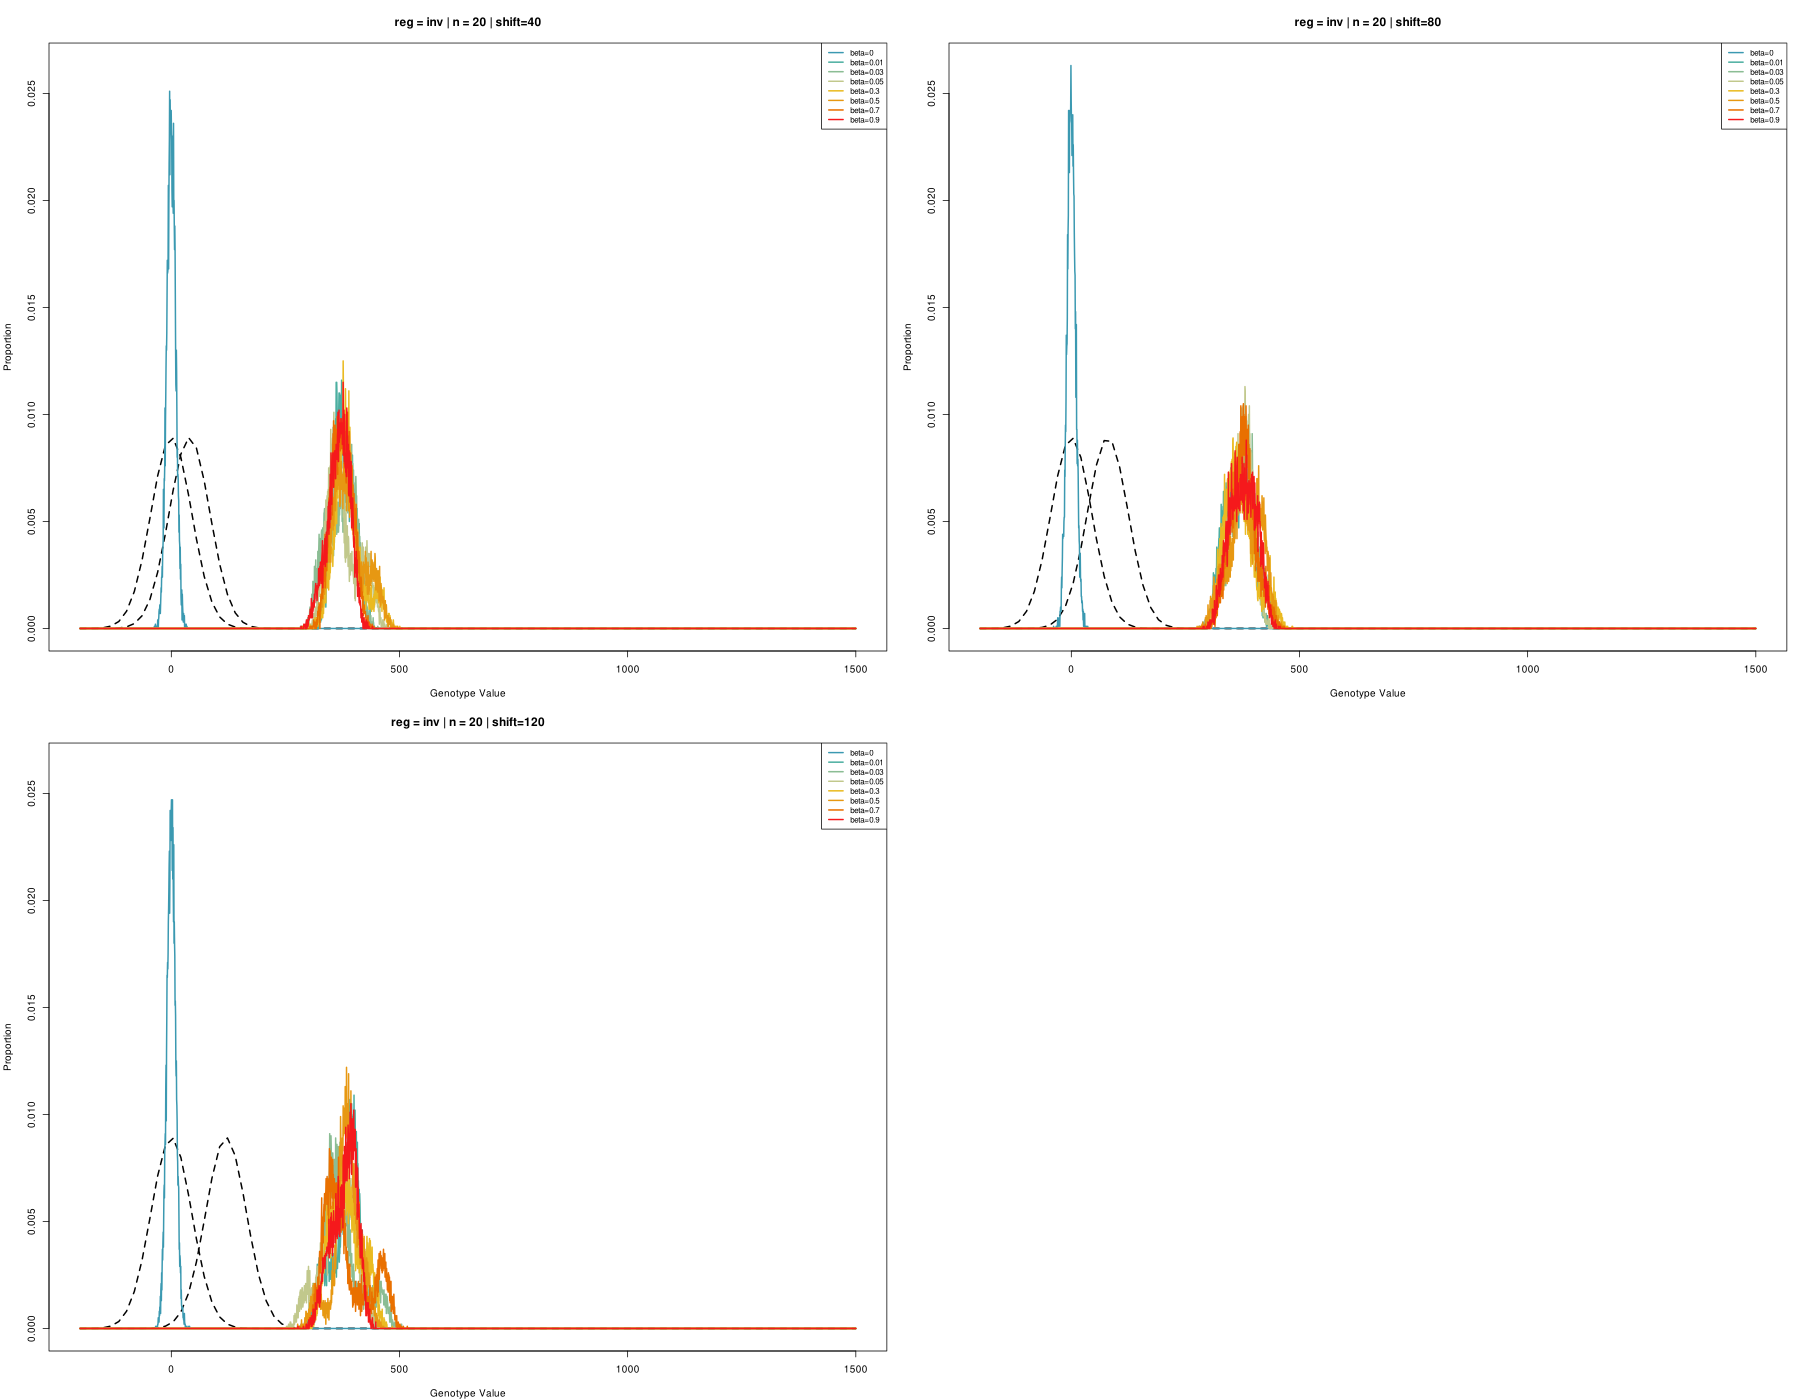 reg = inv | n = 20 | shift=40
beta=0
beta=0.01
beta=0.03
beta=0.05
beta=0.3
beta=0.5
beta=0.7
beta=0.9
Proportion
0.025
0.020
0.015
0.010
0.005
0.000
0 500 1000 1500
Genotype Value
reg = inv | n = 20 | shift=80
beta=0
beta=0.01
beta=0.03
beta=0.05
beta=0.3
beta=0.5
beta=0.7
beta=0.9
Proportion
0.025
0.020
0.015
0.010
0.005
0.000
0 500 1000 1500
Genotype Value
reg = inv | n = 20 | shift=120
beta=0
beta=0.01
beta=0.03
beta=0.05
beta=0.3
beta=0.5
beta=0.7
beta=0.9
Proportion
0.025
0.020
0.015
0.010
0.005
0.000
0 500 1000 1500
Genotype Value